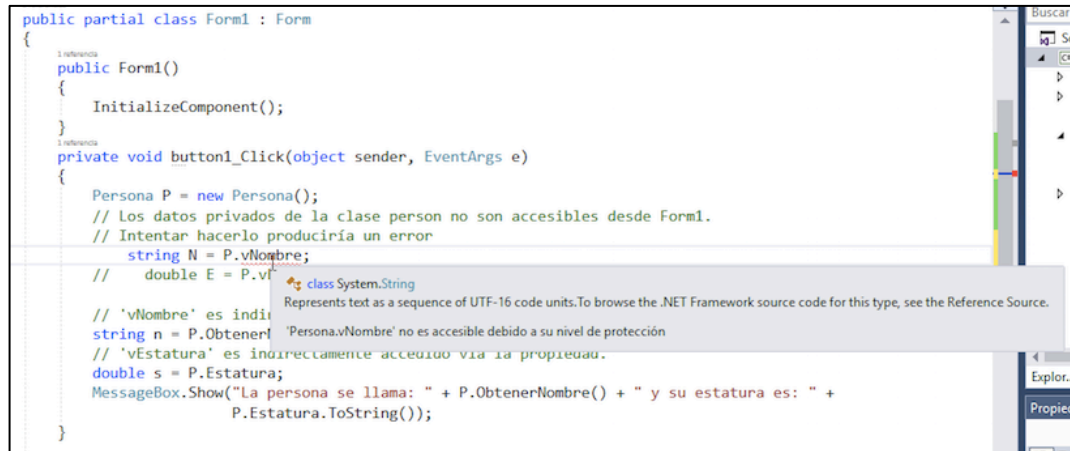 public partial class Form1 : Form
{
1 referencia
public Form1()
{
InitializeComponent();
}
1 referencia
private void button1_Click(object sender, EventArgs e)
{
Persona P = new Persona();
// Los datos privados de la clase person no son accesibles desde Form1.
// Intentar hacerlo produciría un error
string N = P.vNombre;
// double E = P.
class System.String
Represents text as a sequence of UTF-16 code units.To browse the .NET Framework source code for this type, see the Reference Source.
'Persona.vNombre' no es accesible debido a su nivel de protección
// 'vNombre' es
string n =
// 'vEstatura' es indirectamente accedido via la propiedad.
double s = P.Estatura;
MessageBox.Show("La persona se llama: " + P.ObtenerNombre() + " y su estatura es: " +
P.Estatura.ToString());
}
Buscar
C#
Explor...